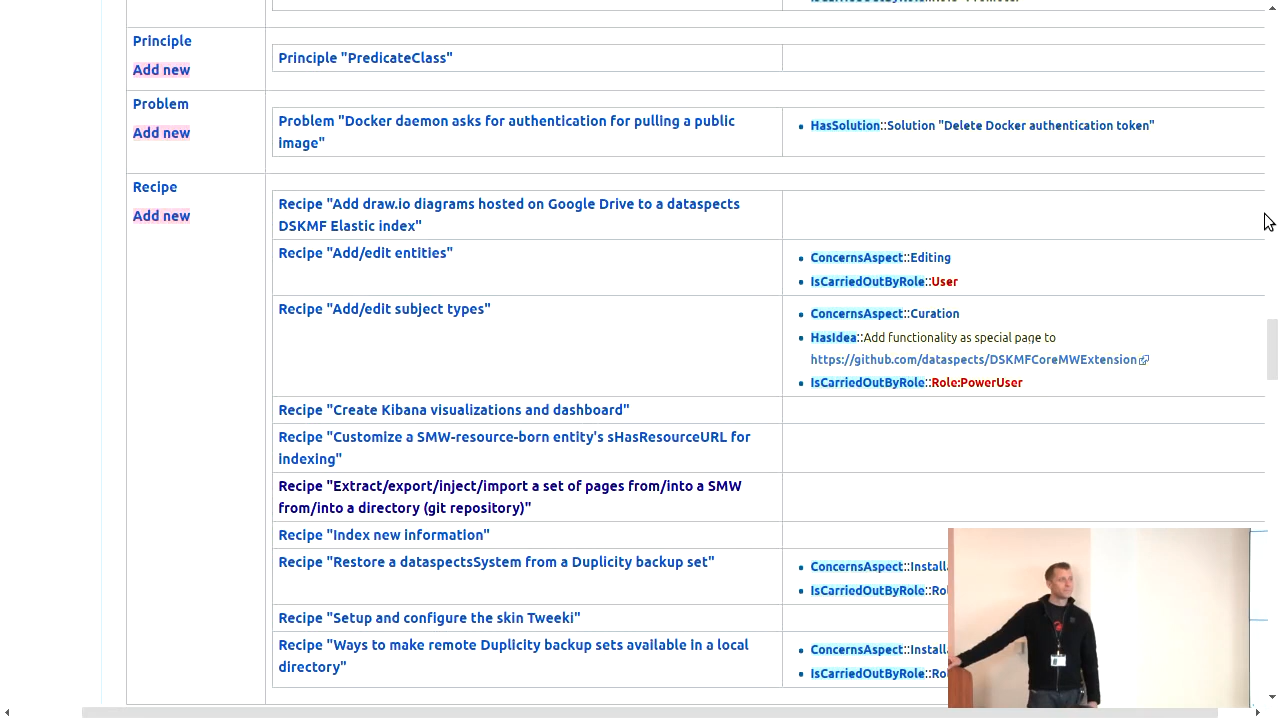 Principle
Add new
Principle "PredicateClass"
Problem
Add new
Problem "Docker daemon asks for authentication for pulling a public
image"
HasSolution::Solution "Delete Docker authentication token"
Recipe
Add new
Recipe "Add draw.io diagrams hosted on Google Drive to a dataspects
DSKMF Elastic index"
Recipe "Add/edit entities"
ConcernsAspect::Editing
IsCarriedOutByRole::User
Recipe "Add/edit subject types"
ConcernsAspect::Curation
HasIdea::Add functionality as special page to
https://github.com/dataspects/DSKMFCoreMWExtension
IsCarriedOutByRole::Role:PowerUser
Recipe "Create Kibana visualizations and dashboard"
Recipe "Customize a SMW-resource-born entity's sHasResourceURL for
indexing"
Recipe "Extract/export/inject/import a set of pages from/into a SMW
from/into a directory (git repository)"
Recipe "Index new information"
Recipe "Restore a dataspectsSystem from a Duplicity backup set"
ConcernsAspect::Install
IsCarriedOutByRole::Ro
Recipe "Setup and configure the skin Tweeki"
Recipe "Ways to make remote Duplicity backup sets available in a local
directory"
ConcernsAspect::Install
IsCarriedOutByRole::Ro